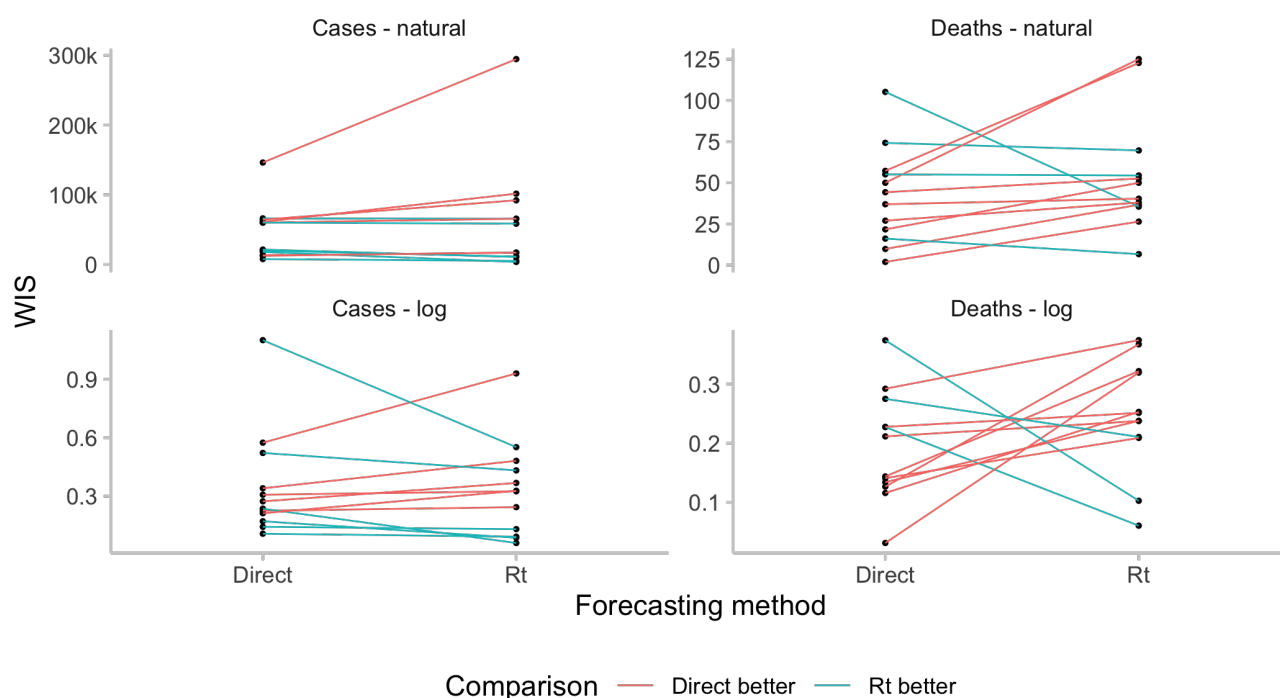 Cases - natural
Deaths - natural
300k
200k
100k
0
125
100
75
50
25
0
WIS
Cases - log
Deaths - log
0.9
0.6
0.3
0.3
0.2
0.1
Direct
Rt
Direct
Rt
Forecasting method
Comparison
Direct better
Rt better